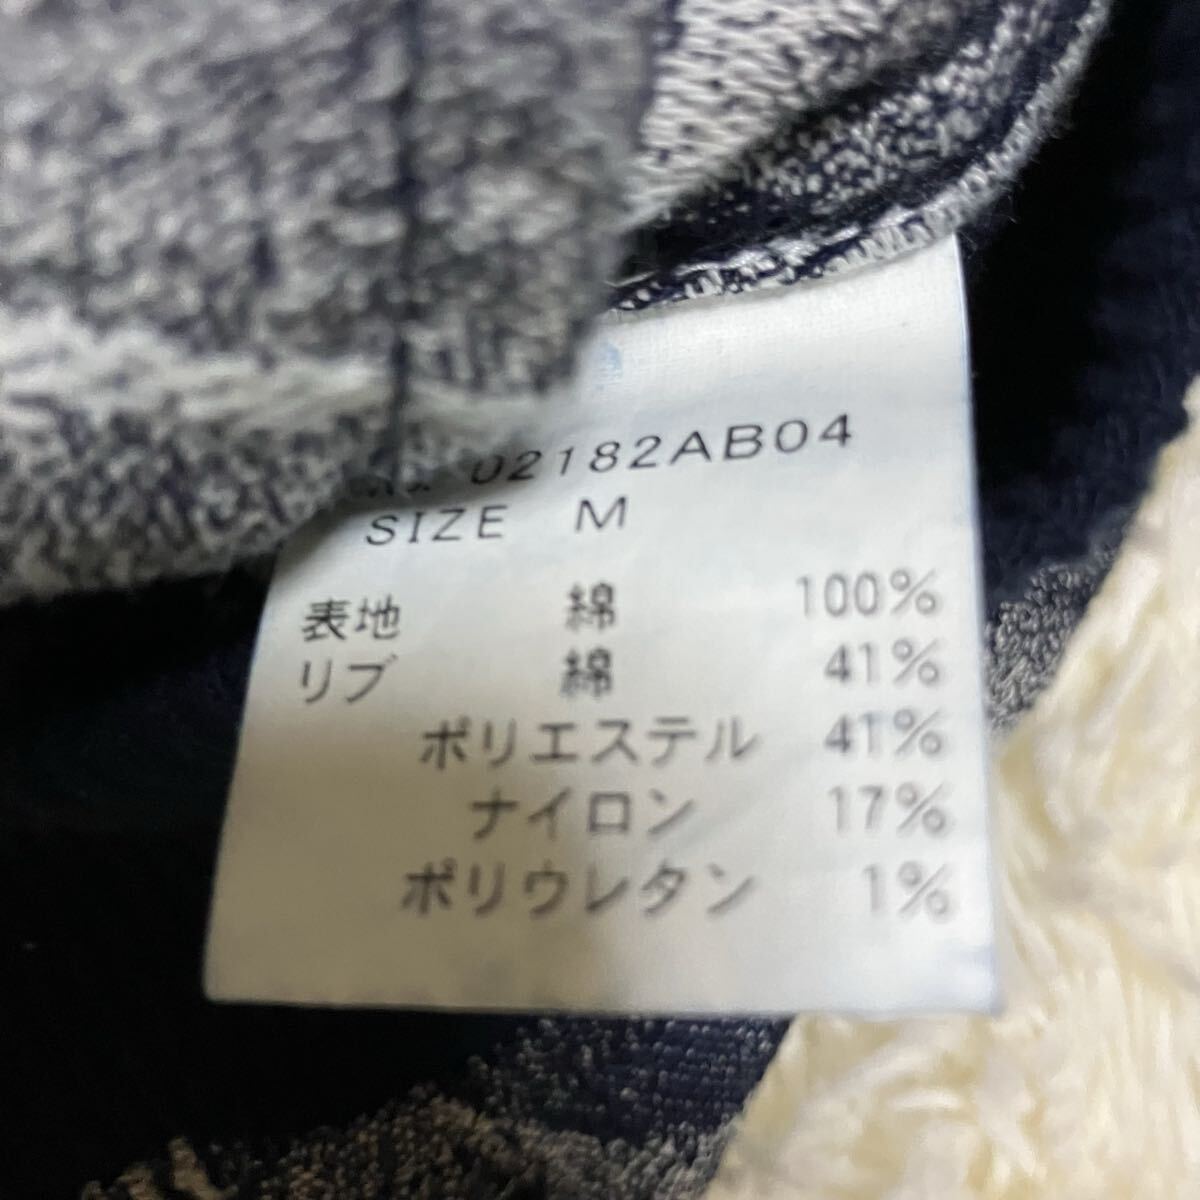 02182AB04
SIZE M
表地 綿 100%
リブ 綿 41%
ポリエステル 41%
ナイロン 17%
ポリウレタン 1%